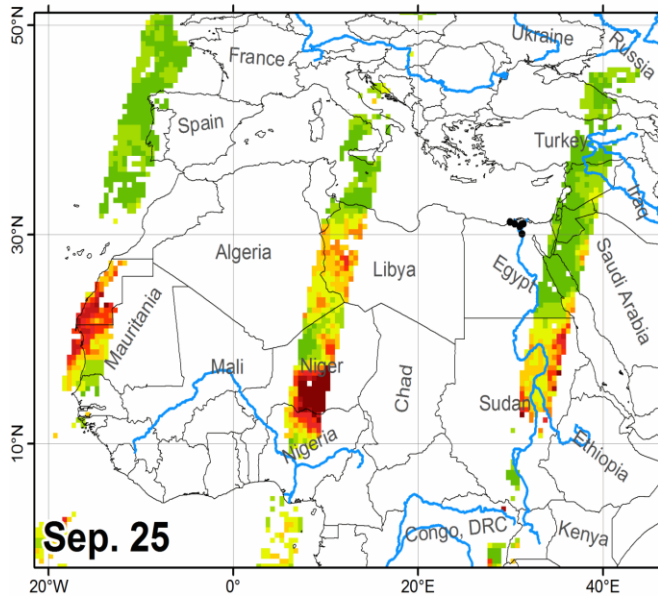 50°N
Ukraine
Russia
France
Spain
Turkey
Iraq
30°N
Algeria
Libya
Egypt
Saudi Arabia
Mauritania
Mali
Niger
Chad
Sudan
10°N
Nigeria
Ethiopia
Sep. 25
Congo, DRC
Kenya
20°W
0°
20°E
40°E